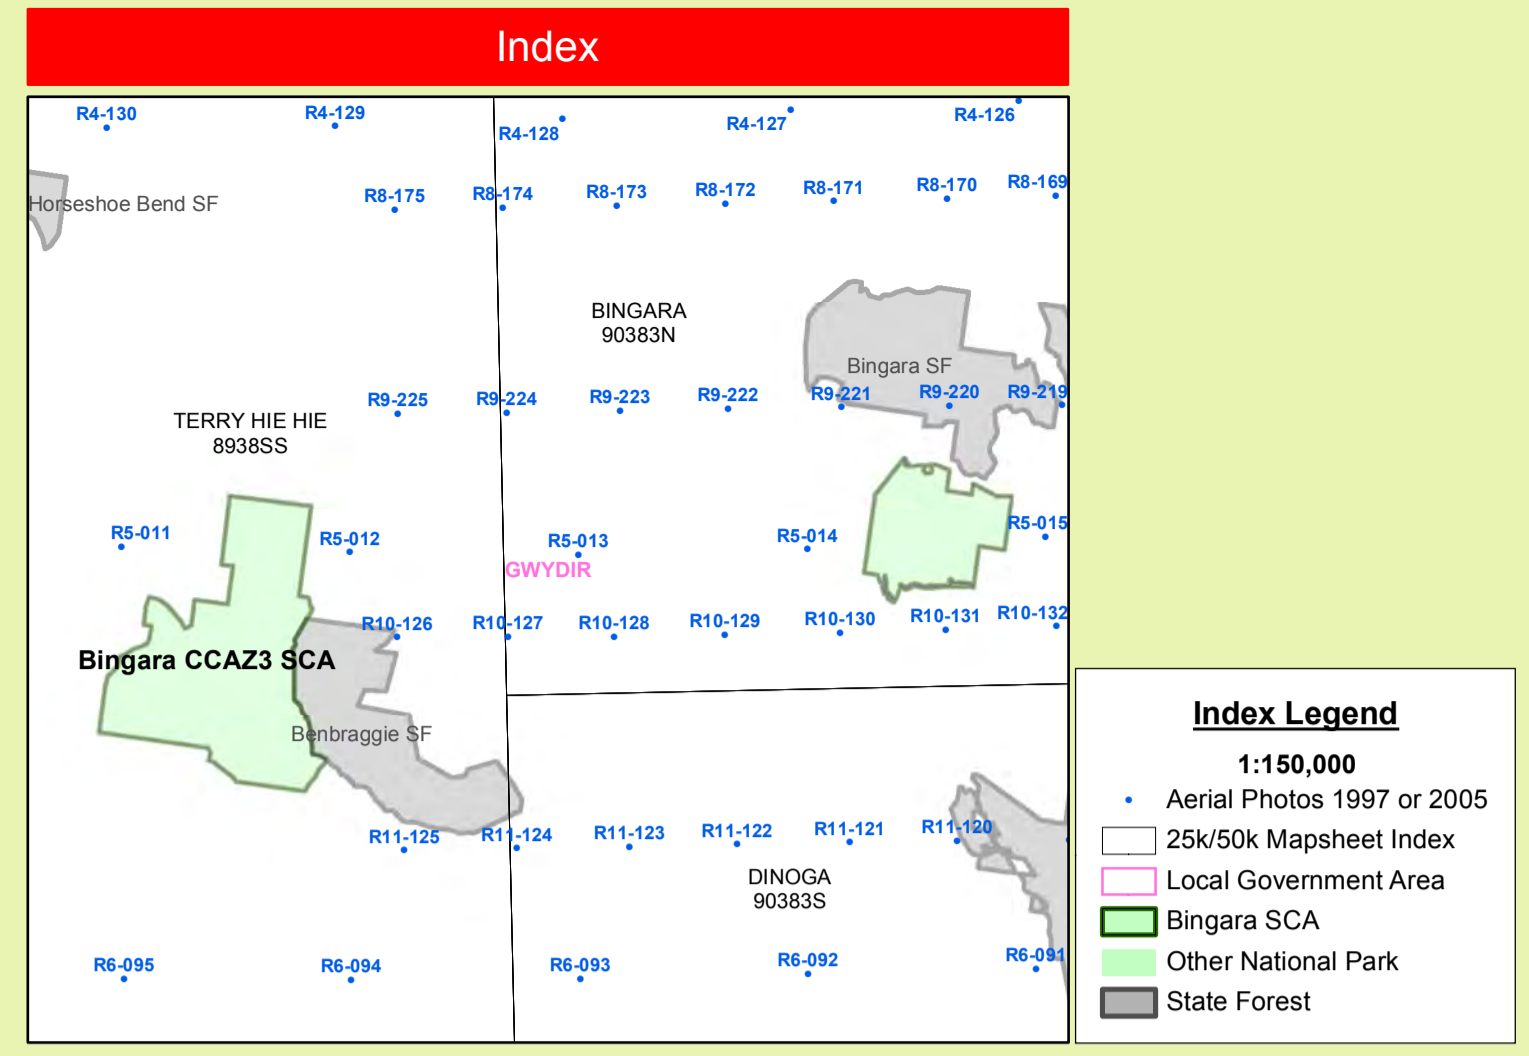 Index
R4-130
R4-129
R4-128
R4-127
R4-126
R8-175
R8-174
R8-173
R8-172
R8-171
R8-170
R8-169
Horseshoe Bend SF
BINGARA
90383N
Bingara SF
R9-225
R9-224
R9-223
R9-222
R9-221
R9-220
R9-219
TERRY HIE HIE
8938SS
R5-011
R5-012
R5-013
R5-014
R5-015
GWYDIR
R10-126
R10-127
R10-128
R10-129
R10-130
R10-131
R10-132
Bingara CCAZ3 SCA
Benbraggie SF
R11-125
R11-124
R11-123
R11-122
R11-121
R11-120
DINOGA
90383S
R6-095
R6-094
R6-093
R6-092
R6-091
Index Legend
1:150,000
Aerial Photos 1997 or 2005
25k/50k Mapsheet Index
Local Government Area
Bingara SCA
Other National Park
State Forest